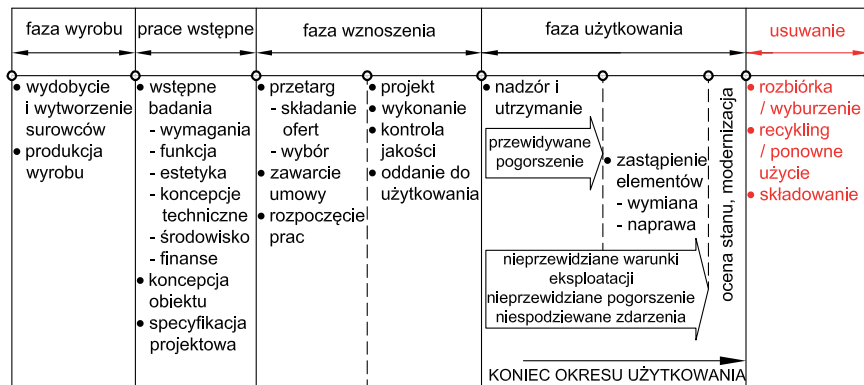 faza wyrobu
prace wstępne
faza wznoszenia
faza użytkowania
usuwanie
• wydobycie
i wytworzenie
surowców
• produkcja
wyrobu
• wstępne
badania
- wymagania
- funkcja
- estetyka
- koncepcje
techniczne
- środowisko
- finanse
• koncepcja
obiektu
• specyfikacja
projektowa
• przetarg
- składanie
ofert
- wybór
• zawarcie
umowy
• rozpoczęcie
prac
• projekt
• wykonanie
• kontrola
jakości
• oddanie do
użytkowania
• nadzór i
utrzymanie
przewidywane
pogorszenie
• zastąpienie
elementów
- wymiana
- naprawa
nieprzewidziane warunki
eksploatacji
nieprzewidziane pogorszenie
niespodziewane zdarzenia
ocena stanu, modernizacja
KONIEC OKRESU UŻYTKOWANIA
• rozbiórka
/ wyburzenie
• recykling
/ ponowne
użycie
• składowanie